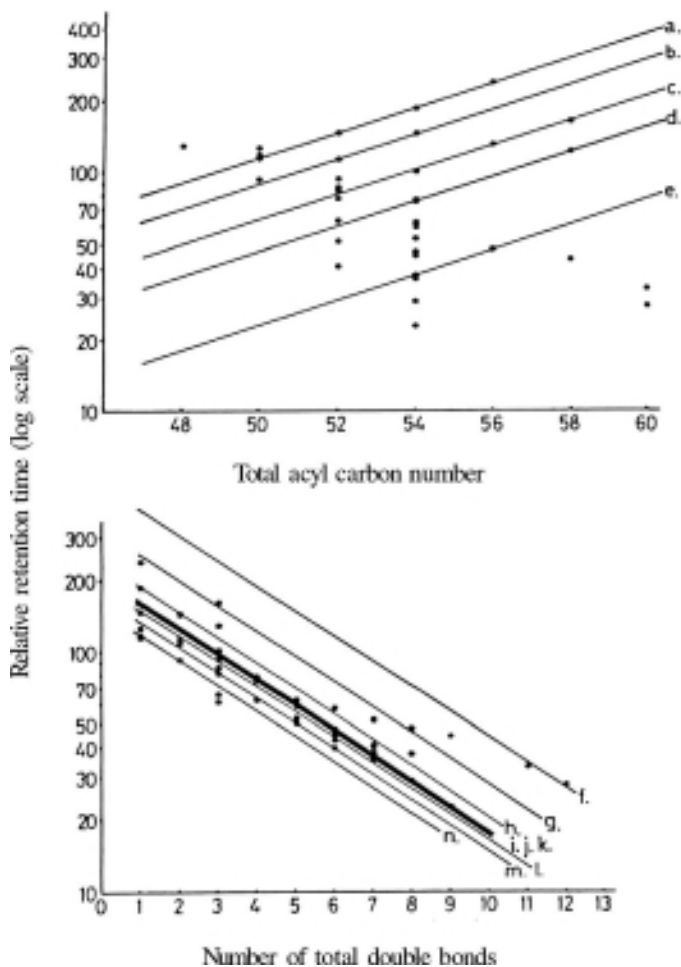 400
300
200
100
70
50
40
30
20
10
a.
b.
c.
d.
e.
48 50 52 54 56 58 60
Total acyl carbon number
Relative retention time (log scale)
300
200
100
70
50
40
30
20
10
f.
g.
h.
i. j. k.
l.
m.
n.
0 1 2 3 4 5 6 7 8 9 10 11 12 13
Number of total double bonds